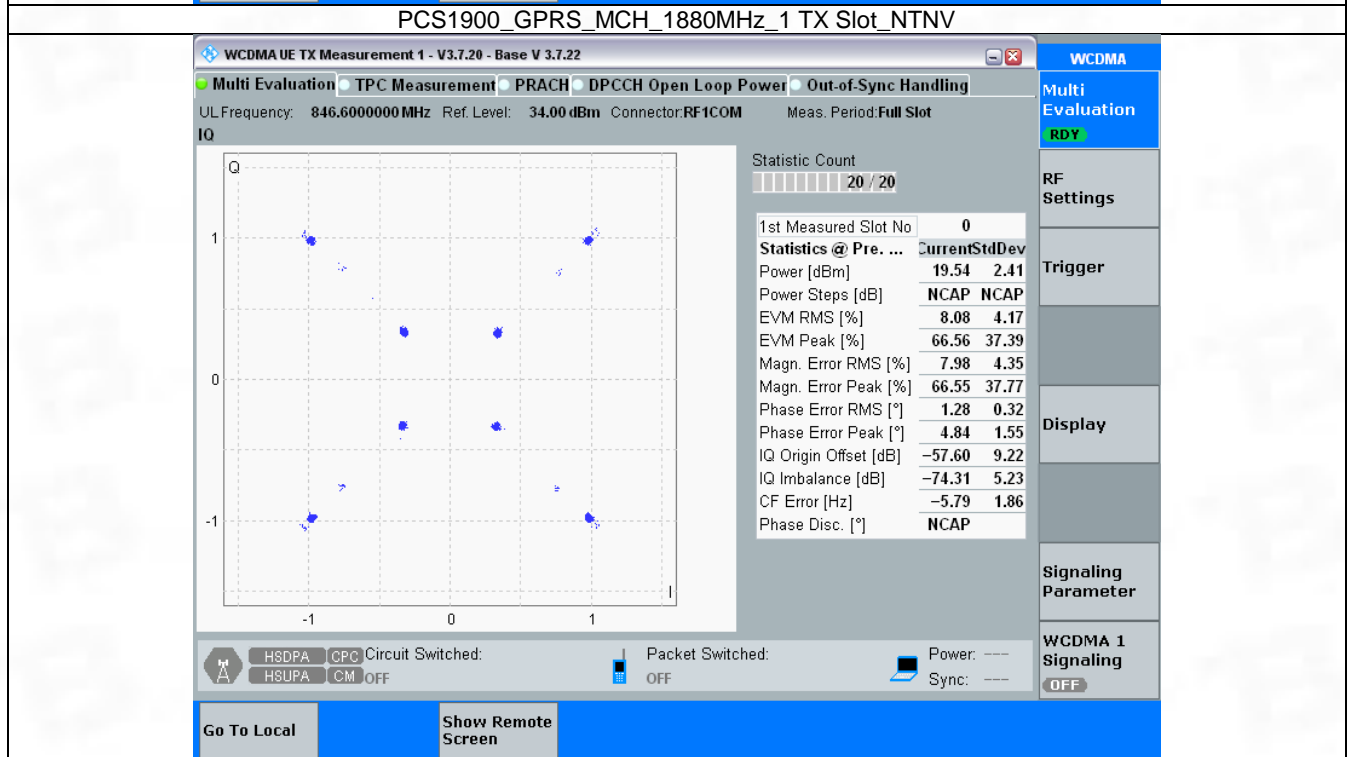 PCS1900_GPRS_MCH_1880MHz_1 TX Slot_NTNV
WCDMA UE TX Measurement 1 - V3.7.20 - Base V 3.7.22
WCDMA
Multi Evaluation TPC Measurement PRACH DPCCH Open Loop Power Out-of-Sync Handling
Multi
Evaluation
RDY
UL Frequency: 846.6000000 MHz Ref. Level: 34.00 dBm Connector:RF1COM Meas. Period:Full Slot
IQ
Q
1
0
-1
-1 0 1
I
Statistic Count
20 / 20
1st Measured Slot No 0
Statistics @ Pre. ... Current StdDev
Power [dBm] 19.54 2.41
Power Steps [dB] NCAP NCAP
EVM RMS [%] 8.08 4.17
EVM Peak [%] 66.56 37.39
Magn. Error RMS [%] 7.98 4.35
Magn. Error Peak [%] 66.55 37.77
Phase Error RMS [°] 1.28 0.32
Phase Error Peak [°] 4.84 1.55
IQ Origin Offset [dB] −57.60 9.22
IQ Imbalance [dB] −74.31 5.23
CF Error [Hz] −5.79 1.86
Phase Disc. [°] NCAP
RF
Settings
Trigger
Display
Signaling
Parameter
WCDMA 1
Signaling
OFF
HSDPA CPC Circuit Switched: Packet Switched: Power: ---
HSUPA CM OFF OFF Sync: ---
Go To Local
Show Remote
Screen